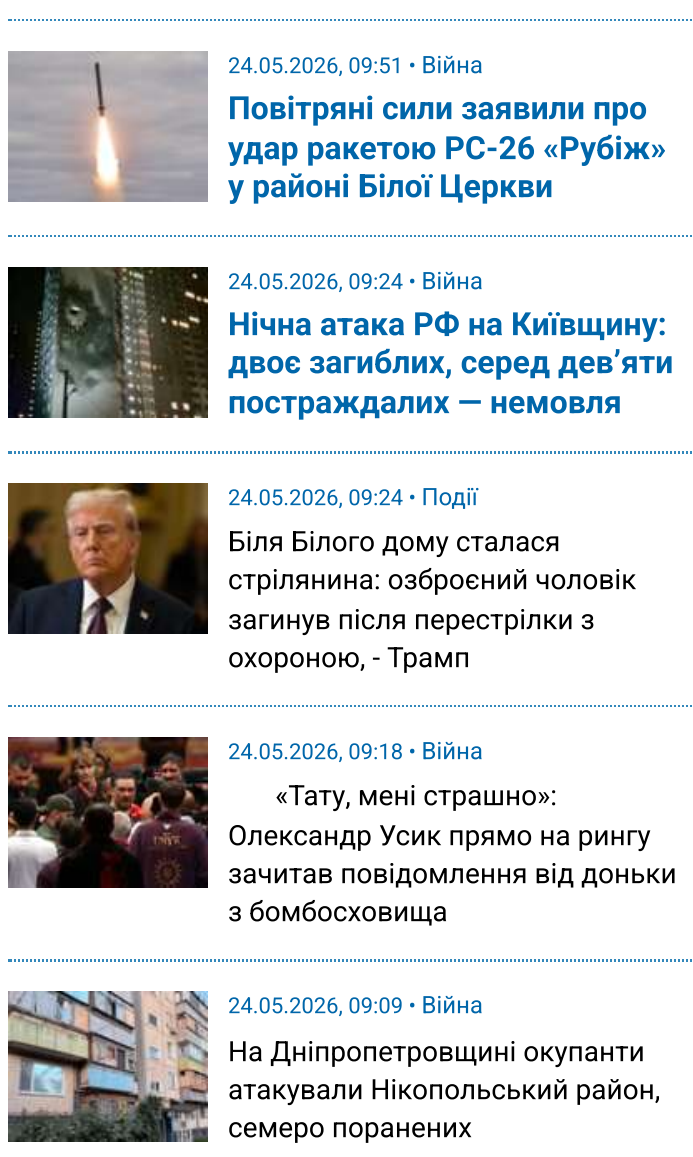 24.05.2026, 09:51 • Війна
Повітряні сили заявили про
удар ракетою РС-26 «Рубіж»
у районі Білої Церкви
24.05.2026, 09:24 • Війна
Нічна атака РФ на Київщину:
двоє загиблих, серед дев’яти
постраждалих — немовля
24.05.2026, 09:24 • Події
Біля Білого дому сталася
стрілянина: озброєний чоловік
загинув після перестрілки з
охороною, - Трамп
24.05.2026, 09:18 • Війна
«Тату, мені страшно»:
Олександр Усик прямо на рингу
зачитав повідомлення від доньки
з бомбосховища
24.05.2026, 09:09 • Війна
На Дніпропетровщині окупанти
атакували Нікопольський район,
семеро поранених